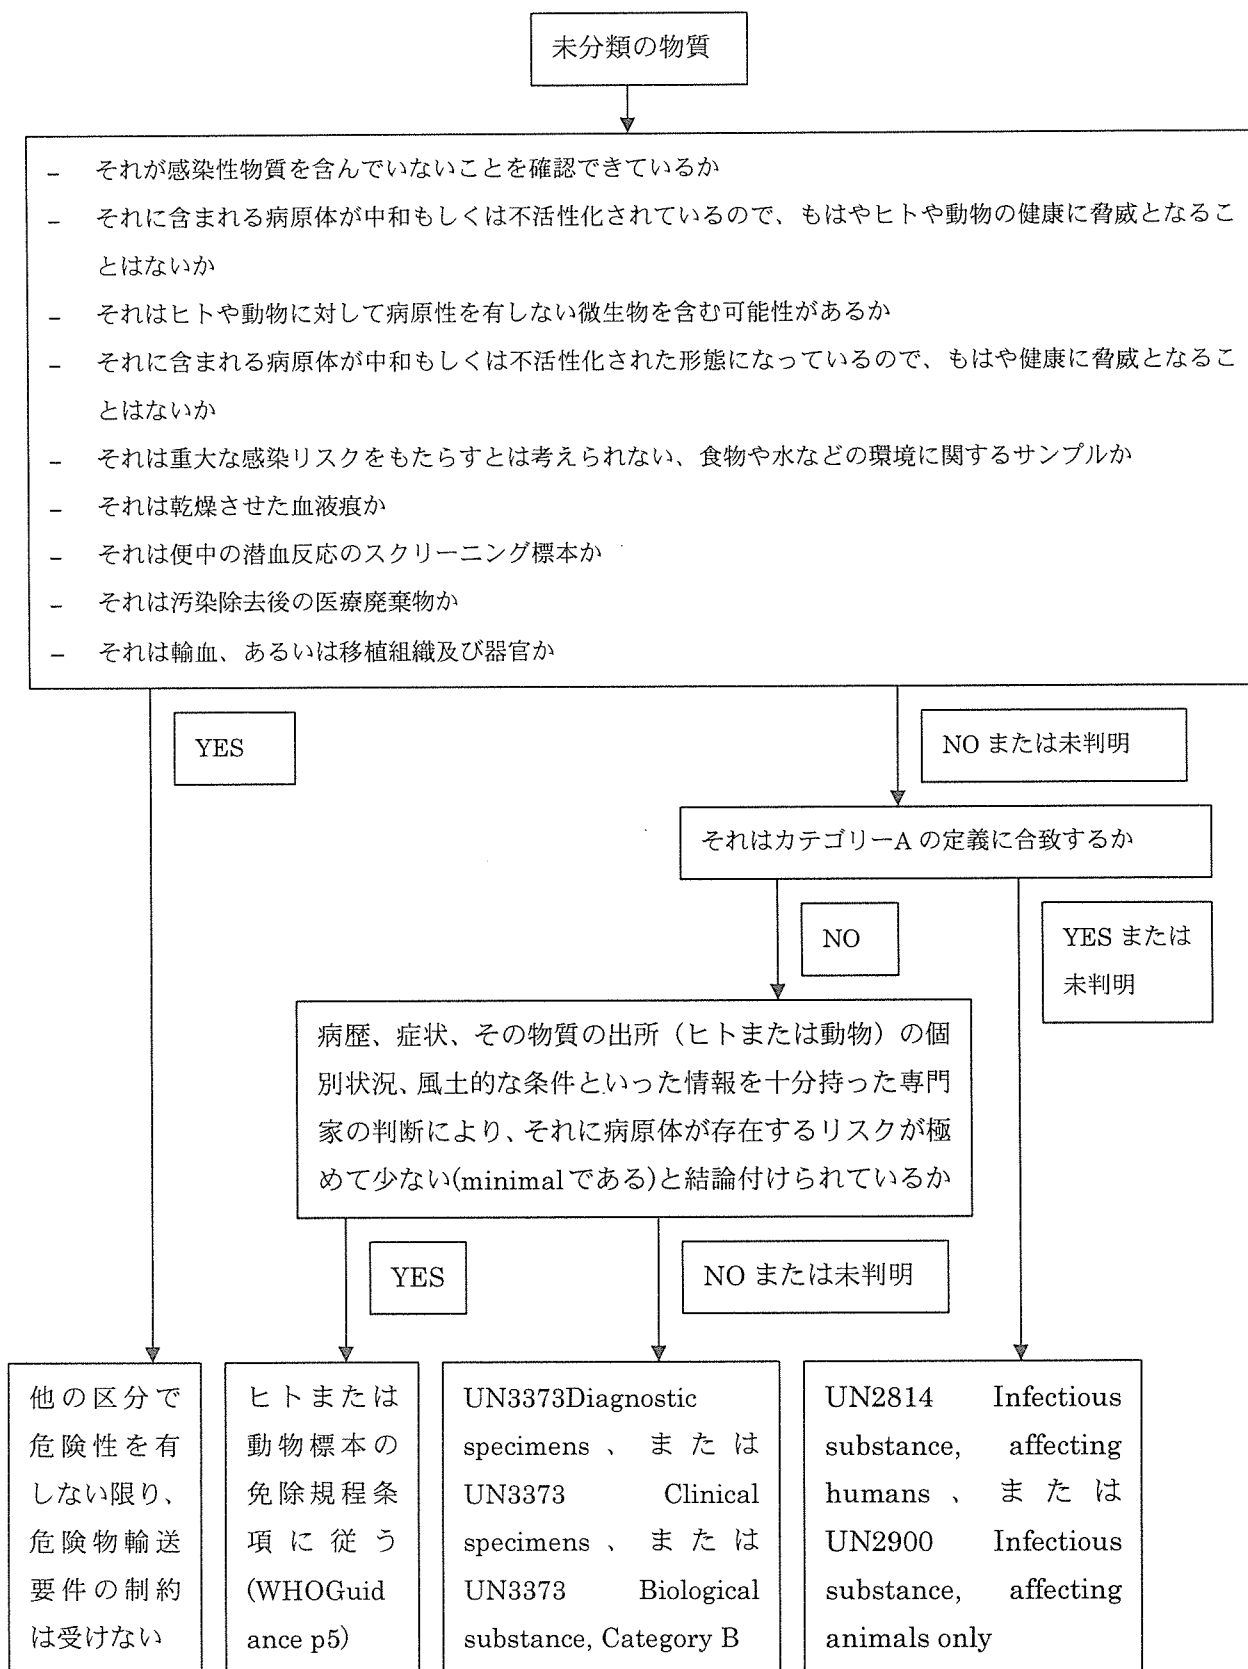 未分類の物質
– それが感染性物質を含んでいないことを確認できているか
– それに含まれる病原体が中和もしくは不活性化されているので、もはやヒトや動物の健康に脅威となるこ
とはないか
– それはヒトや動物に対して病原性を有しない微生物を含む可能性があるか
– それに含まれる病原体が中和もしくは不活性化された形態になっているので、もはや健康に脅威となるこ
とはないか
– それは重大な感染リスクをもたらすとは考えられない、食物や水などの環境に関するサンプルか
– それは乾燥させた血液痕か
– それは便中の潜血反応のスクリーニング標本か
– それは汚染除去後の医療廃棄物か
– それは輸血、あるいは移植組織及び器官か
YES
NO または未判明
それはカテゴリーA の定義に合致するか
NO
YES または
未判明
病歴、症状、その物質の出所（ヒトまたは動物）の個
別状況、風土的な条件といった情報を十分持った専門
家の判断により、それに病原体が存在するリスクが極
めて少ない(minimalである)と結論付けられているか
YES
NO または未判明
他の区分で
危険性を有
しない限り、
危険物輸送
要件の制約
は受けない
ヒトまたは
動物標本の
免除規程条
項に従う
(WHOGuid
ance p5)
UN3373Diagnostic
specimens 、または
UN3373 Clinical
specimens 、または
UN3373 Biological
substance, Category B
UN2814 Infectious
substance, affecting
humans 、または
UN2900 Infectious
substance, affecting
animals only